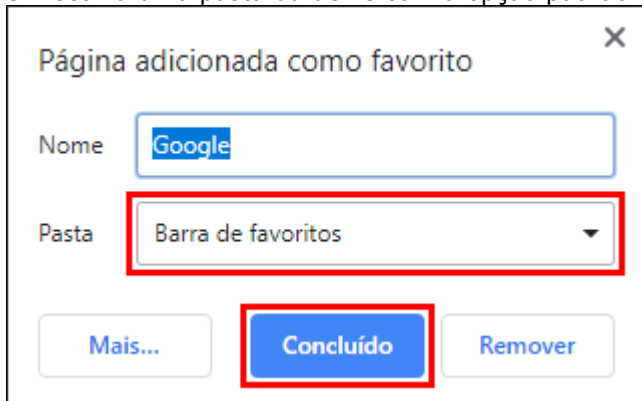 Página adicionada como favorito
Nome Google
Pasta Barra de favoritos
Mais... Concluído Remover